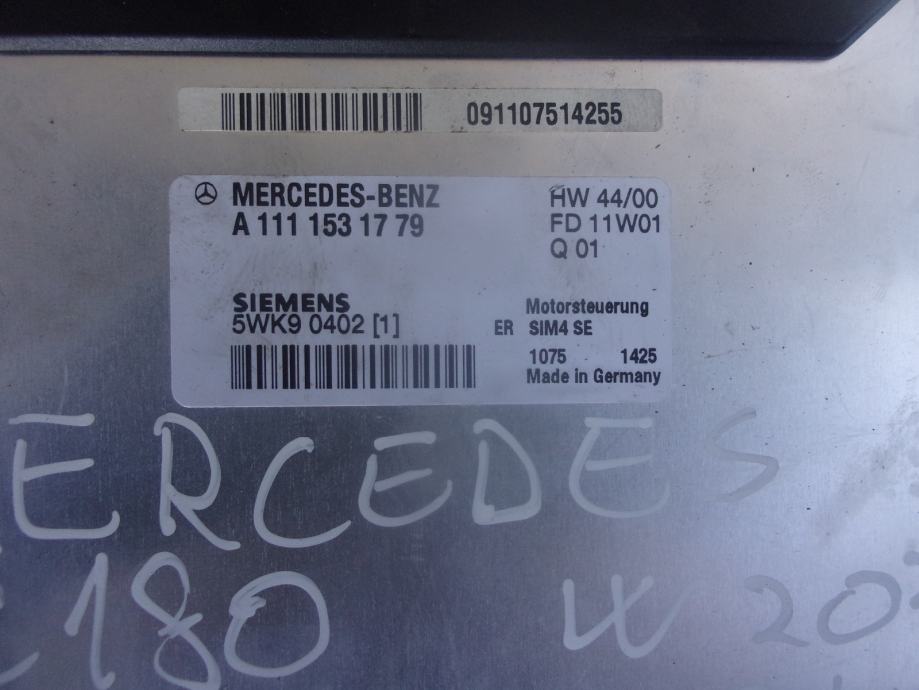 091107514255
MERCEDES-BENZ HW 44/00
A 111 153 17 79 FD 11W01
Q 01
SIEMENS Motorsteuerung
5WK9 0402 [1] ER SIM4 SE
1075 1425
Made in Germany
ERCEDES
180 W 20